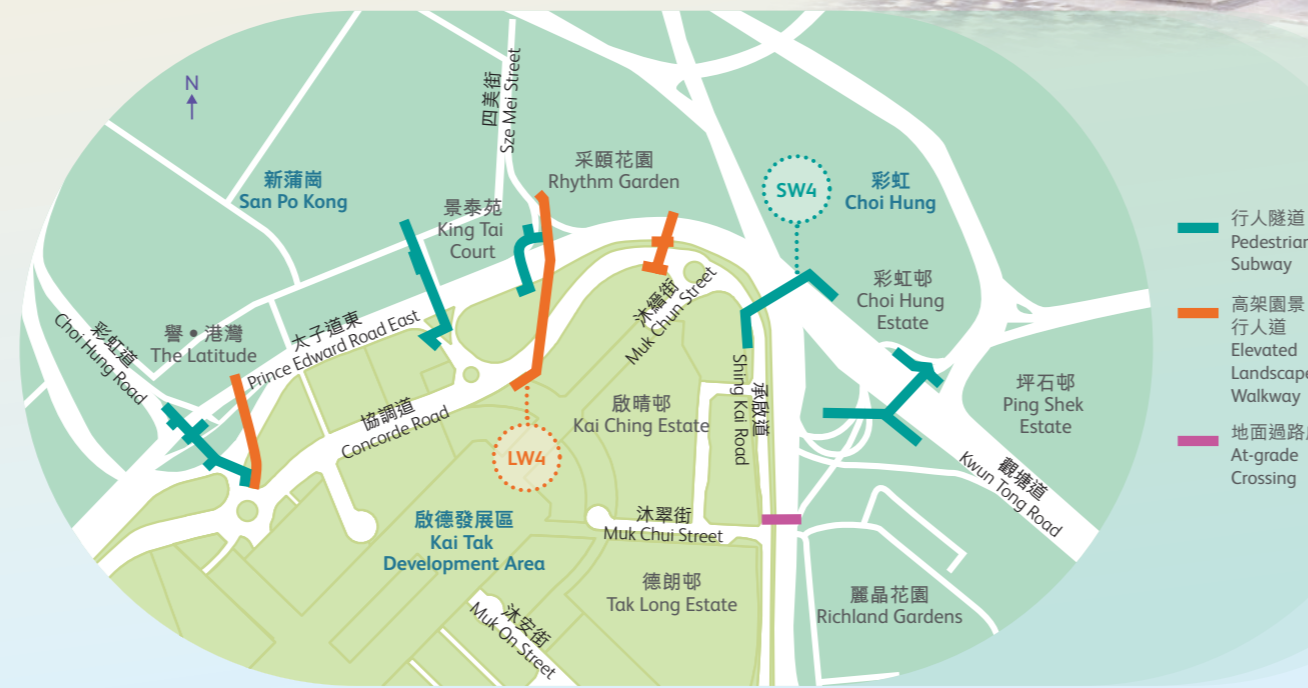 N
四美街
Sze Mei Street
采頤花園
Rhythm Garden
新蒲崗
San Po Kong
景泰苑
King Tai
Court
SW4
彩虹
Choi Hung
彩虹道
Choi Hung Road
譽•港灣
The Latitude
太子道東
Prince Edward Road East
沐縉街
Muk Chun Street
彩虹邨
Choi Hung
Estate
協調道
Concorde Road
啟晴邨
Kai Ching Estate
承啟道
Shing Kai Road
坪石邨
Ping Shek
Estate
LW4
觀塘道
Kwun Tong Road
啟德發展區
Kai Tak
Development Area
沐翠街
Muk Chui Street
德朗邨
Tak Long Estate
麗晶花園
Richland Gardens
沐安街
Muk On Street
行人隧道
Pedestrian
Subway
高架園景
行人道
Elevated
Landscape
Walkway
地面過路
At-grade
Crossing